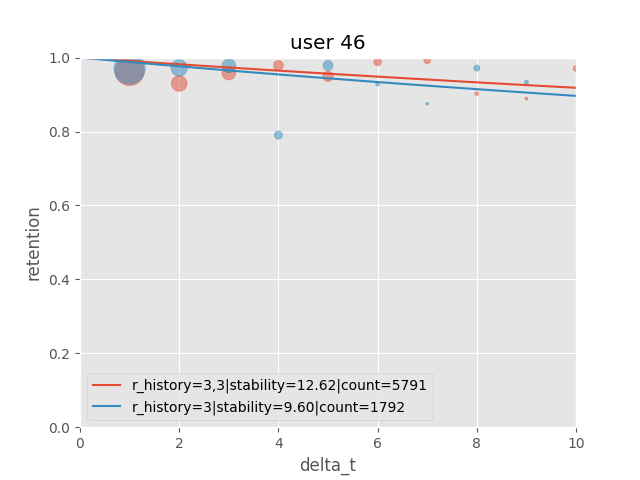 user 46
retention
1.0
0.8
0.6
0.4
0.2
0.0
r_history=3,3|stability=12.62|count=5791
r_history=3|stability=9.60|count=1792
0 2 4 6 8 10
delta_t